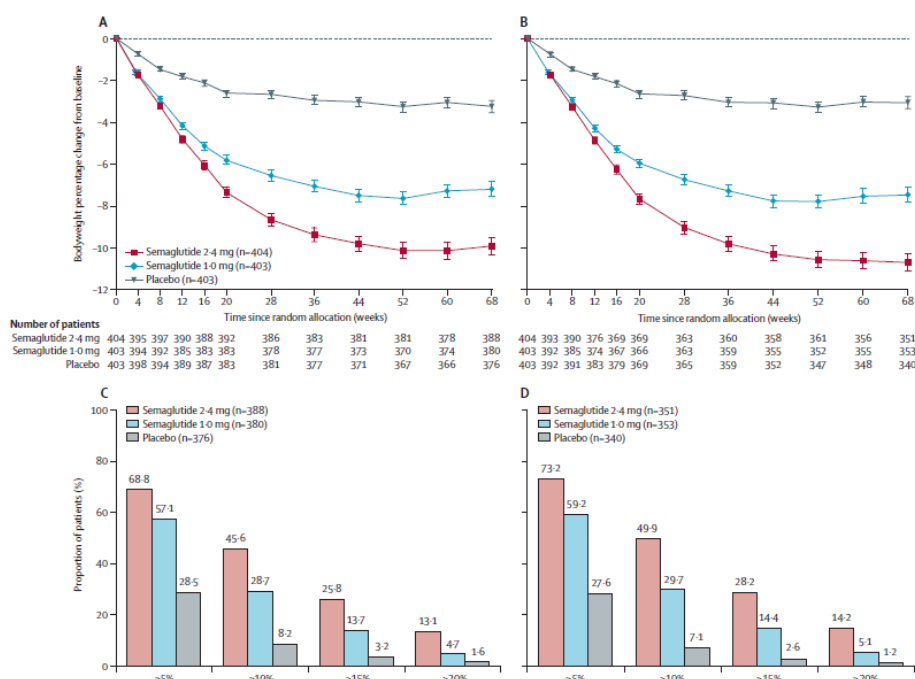 A
B
0
−2
−4
−6
−8
−10
−12
Bodyweight percentage change from baseline
Semaglutide 2·4 mg (n=404)
Semaglutide 1·0 mg (n=403)
Placebo (n=403)
0 4 8 12 16 20 28 36 44 52 60 68
0 4 8 12 16 20 28 36 44 52 60 68
Time since random allocation (weeks)
Time since random allocation (weeks)
Number of patients
Semaglutide 2·4 mg 404 395 397 390 388 392 386 383 381 381 378 388
404 393 390 376 369 369 363 360 358 361 356 351
Semaglutide 1·0 mg 403 394 392 385 383 383 378 377 373 370 374 380
403 392 385 374 367 366 363 359 355 352 355 353
Placebo 403 398 394 389 387 383 381 377 371 367 366 376
403 392 391 383 379 369 365 359 352 347 348 340
C
D
100
80
60
40
20
0
Proportion of patients (%)
Semaglutide 2·4 mg (n=388)
Semaglutide 1·0 mg (n=380)
Placebo (n=376)
68·8
57·1
28·5
45·6
28·7
8·2
25·8
13·7
3·2
13·1
4·7
1·6
Semaglutide 2·4 mg (n=351)
Semaglutide 1·0 mg (n=353)
Placebo (n=340)
73·2
59·2
27·6
49·9
29·7
7·1
28·2
14·4
2·6
14·2
5·1
1·2